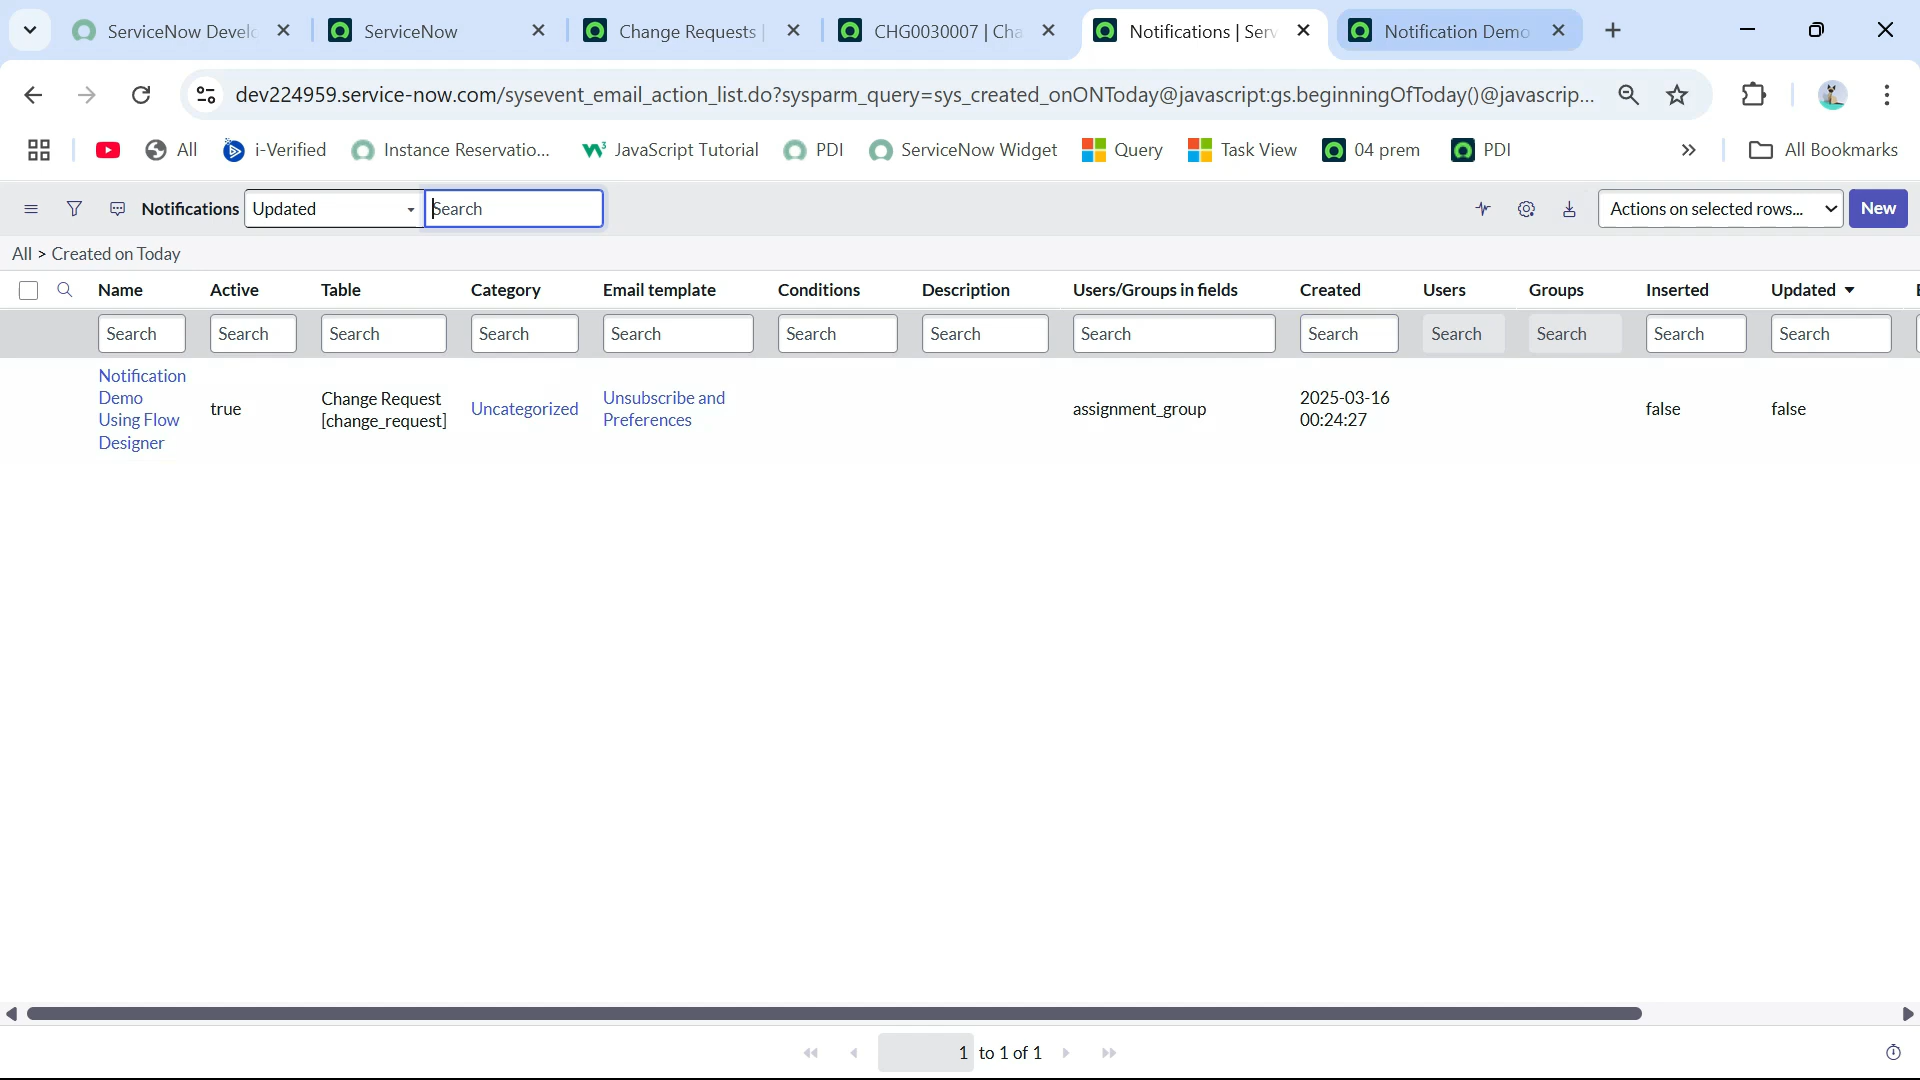 ServiceNow Devel
ServiceNow
Change Requests |
CHG0030007 | Cha
Notifications | Serv
Notification Demo
dev224959.service-now.com/sysevent_email_action_list.do?sysparm_query=sys_created_onONToday@javascript:gs.beginningOfToday()@javascrip...
All
i-Verified
Instance Reservatio...
JavaScript Tutorial
PDI
ServiceNow Widget
Query
Task View
04 prem
PDI
»
All Bookmarks
Notifications
Updated
Search
Actions on selected rows...
New
All > Created on Today
Name Active Table Category Email template Conditions Description Users/Groups in fields Created Users Groups Inserted Updated
Search Search Search Search Search Search Search Search Search Search Search Search Search
Notification
Demo
Using Flow
Designer
true
Change Request
[change_request]
Uncategorized
Unsubscribe and
Preferences
assignment_group
2025-03-16
00:24:27
false
false
1 to 1 of 1